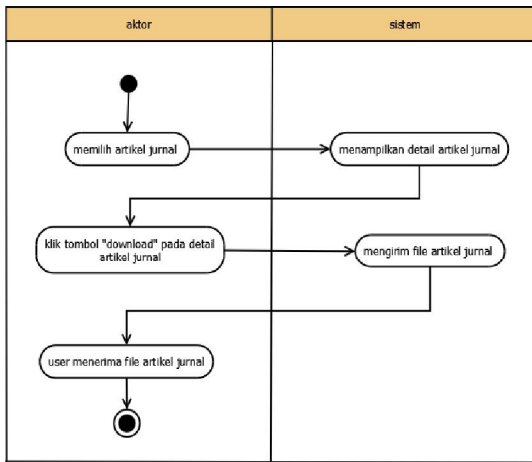 aktor
sistem
memilih artikel jurnal
menampilkan detail artikel jurnal
klik tombol "download" pada detail
artikel jurnal
mengirim file artikel jurnal
user menerima file artikel jurnal